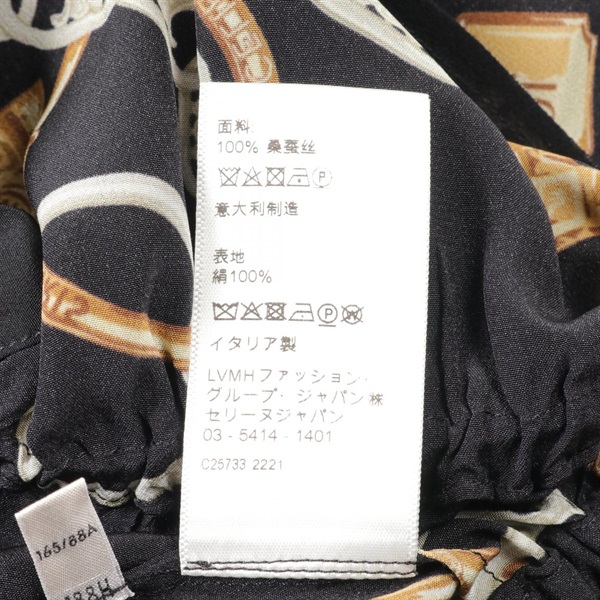 面料:
100% 桑蚕丝
意大利制造
表地
絹100%
イタリア製
LVMHファッション・
グループ・ジャパン㈱
セリーヌジャパン
03 - 5414 - 1401
C25733 2221
165/88A